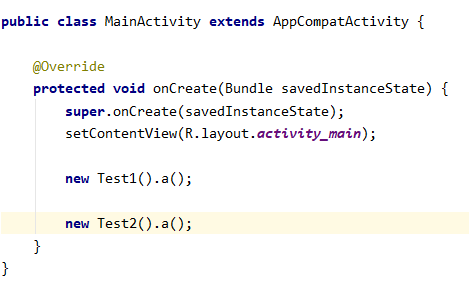 public class MainActivity extends AppCompatActivity {
@Override
protected void onCreate(Bundle savedInstanceState) {
super.onCreate(savedInstanceState);
setContentView(R.layout.activity_main);
new Test1().a();
new Test2().a();
}
}